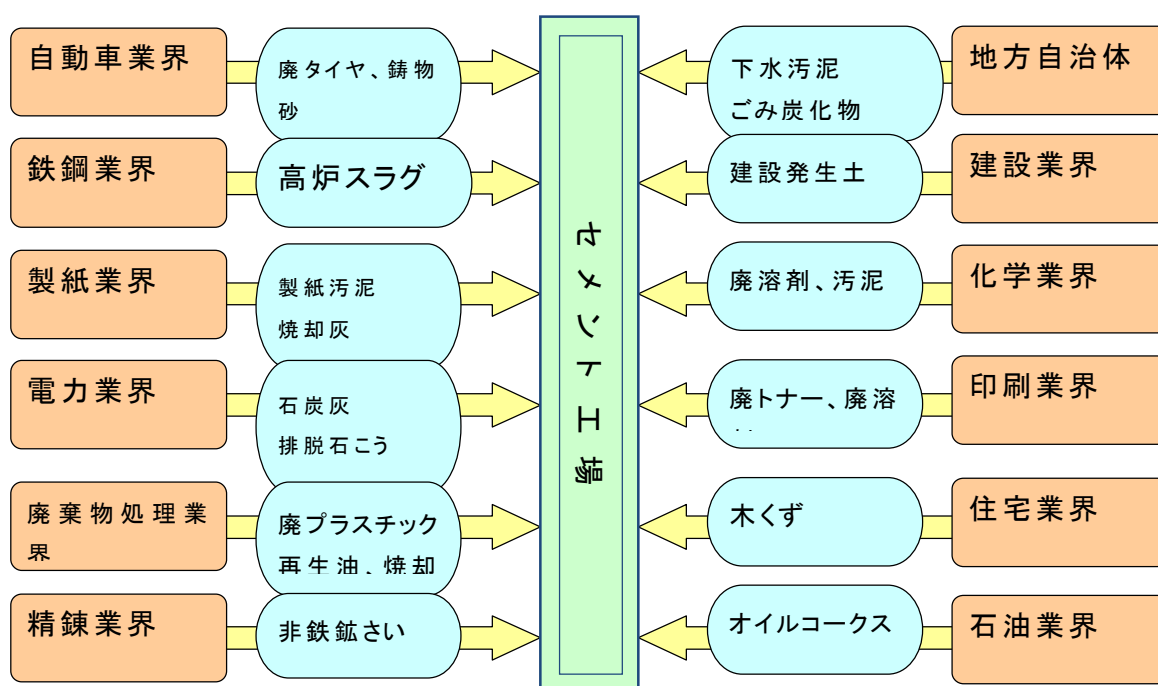 自動車業界
廃タイヤ、鋳物
砂
鉄鋼業界
高炉スラグ
製紙業界
製紙汚泥
焼却灰
電力業界
石炭灰
排脱石こう
廃棄物処理業
界
廃プラスチック
再生油、焼却
精錬業界
非鉄鉱さい
セメント工場
下水汚泥
ごみ炭化物
地方自治体
建設発生土
建設業界
廃溶剤、汚泥
化学業界
廃トナー、廃溶
印刷業界
木くず
住宅業界
オイルコークス
石油業界